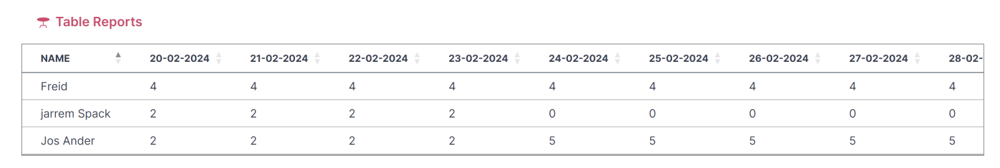 Table Reports
NAME 20-02-2024 21-02-2024 22-02-2024 23-02-2024 24-02-2024 25-02-2024 26-02-2024 27-02-2024 28-02-
Freid 4 4 4 4 4 4 4 4 4
jarrem Spack 2 2 2 2 0 0 0 0 0
Jos Ander 2 2 2 2 5 5 5 5 5